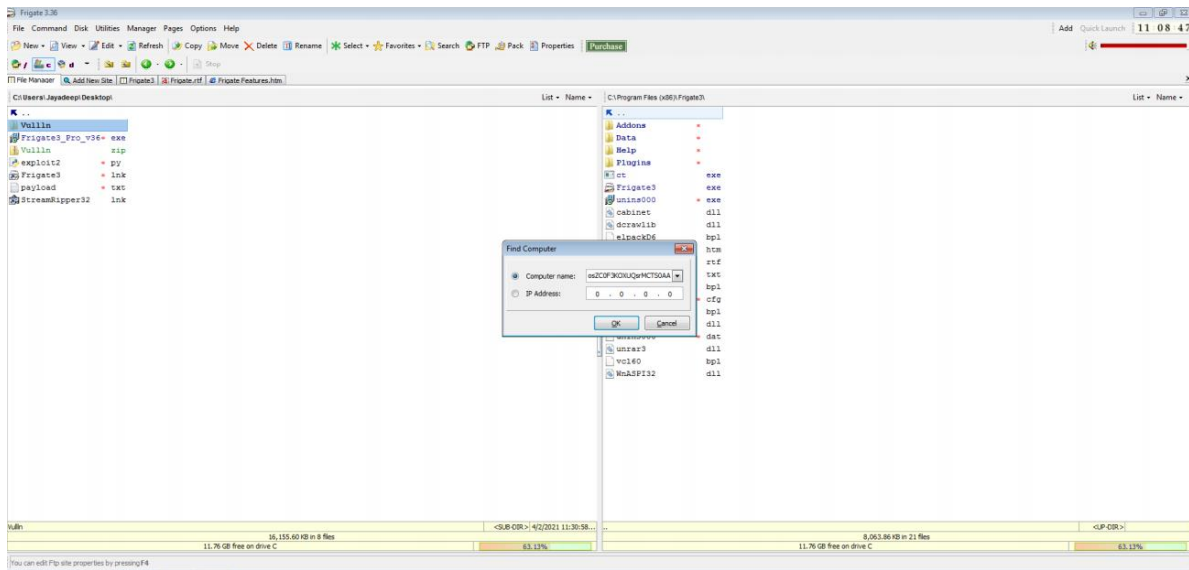 Frigate 3.36
File Command Disk Utilities Manager Pages Options Help
Add Quick Launch 11 08 47
New View Edit Refresh Copy Move Delete Rename Select Favorites Search FTP Pack Properties Purchase
/ c d Stop
File Manager Add New Site Frigate3 Frigate.rtf Frigate Features.htm
C:\Users\Jayadeep\Desktop\ List Name
..
Vullln
Frigate3_Pro_v36 exe
Vullln zip
exploit2 py
Frigate3 lnk
payload txt
StreamRipper32 lnk
C:\Program Files (x86)\Frigate3\ List Name
..
Addons
Data
Help
Plugins
ct exe
Frigate3 exe
unins000 exe
cabinet dll
dcrawlib dll
elpackD6 bpl
htm
rtf
txt
bpl
cfg
bpl
dll
unins000 dat
unrar3 dll
vcl60 bpl
WnASPI32 dll
Find Computer
Computer name:
IP Address: 0 . 0 . 0 . 0
OK Cancel
Vullln <SUB-DIR> 4/2/2021 11:30:58...
16,155.60 KB in 8 files
11.76 GB free on drive C 63.13%
.. <UP-DIR>
8,063.86 KB in 21 files
11.76 GB free on drive C 63.13%
You can edit Ftp site properties by pressing F4